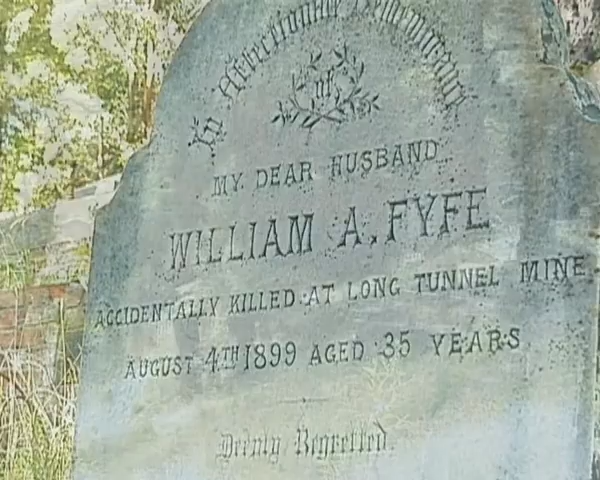 In Affectionate Remembrance
of
MY DEAR HUSBAND
WILLIAM A. FYFE
ACCIDENTALLY KILLED AT LONG TUNNEL MINE
AUGUST 4TH 1899 AGED 35 YEARS
Deeply Regretted.